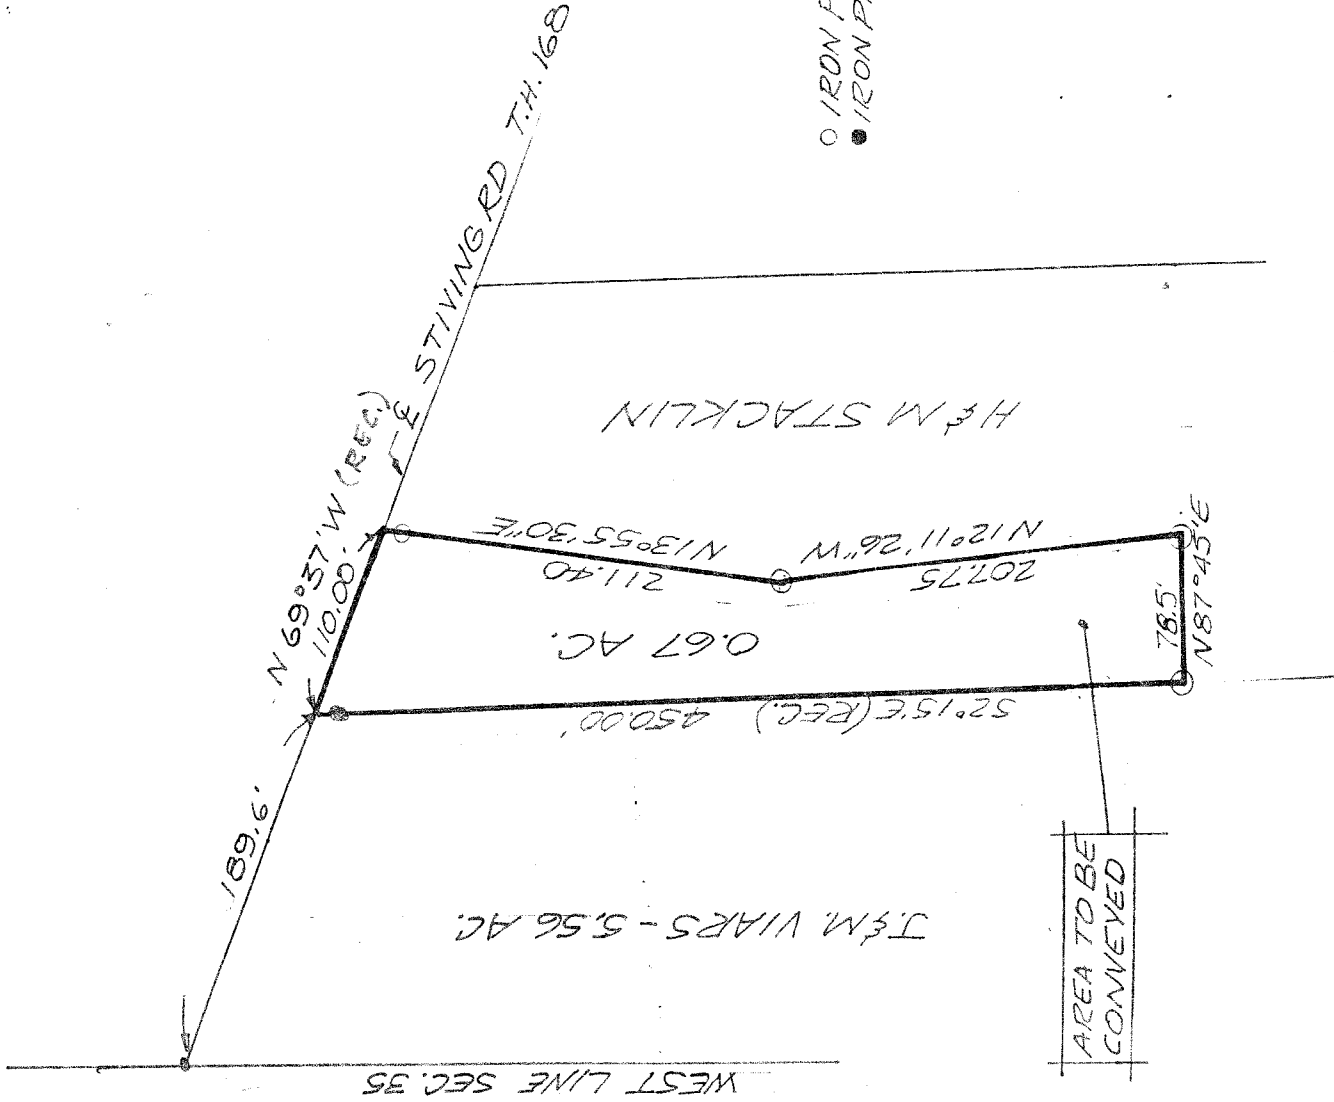 STIVING RD T.H. 168
℄
N 69°37' W (REC.)
110.00'
189.6'
○ IRON P
● IRON P
H & M STACKLIN
N13°55'30"E
211.40
N12°11'26"W
207.75
0.67 AC.
78.5'
N87°45'E
S2°15'E (REC.) 450.00'
J. & M. VIARS - 5.56 AC.
AREA TO BE
CONVEYED
WEST LINE SEC. 35